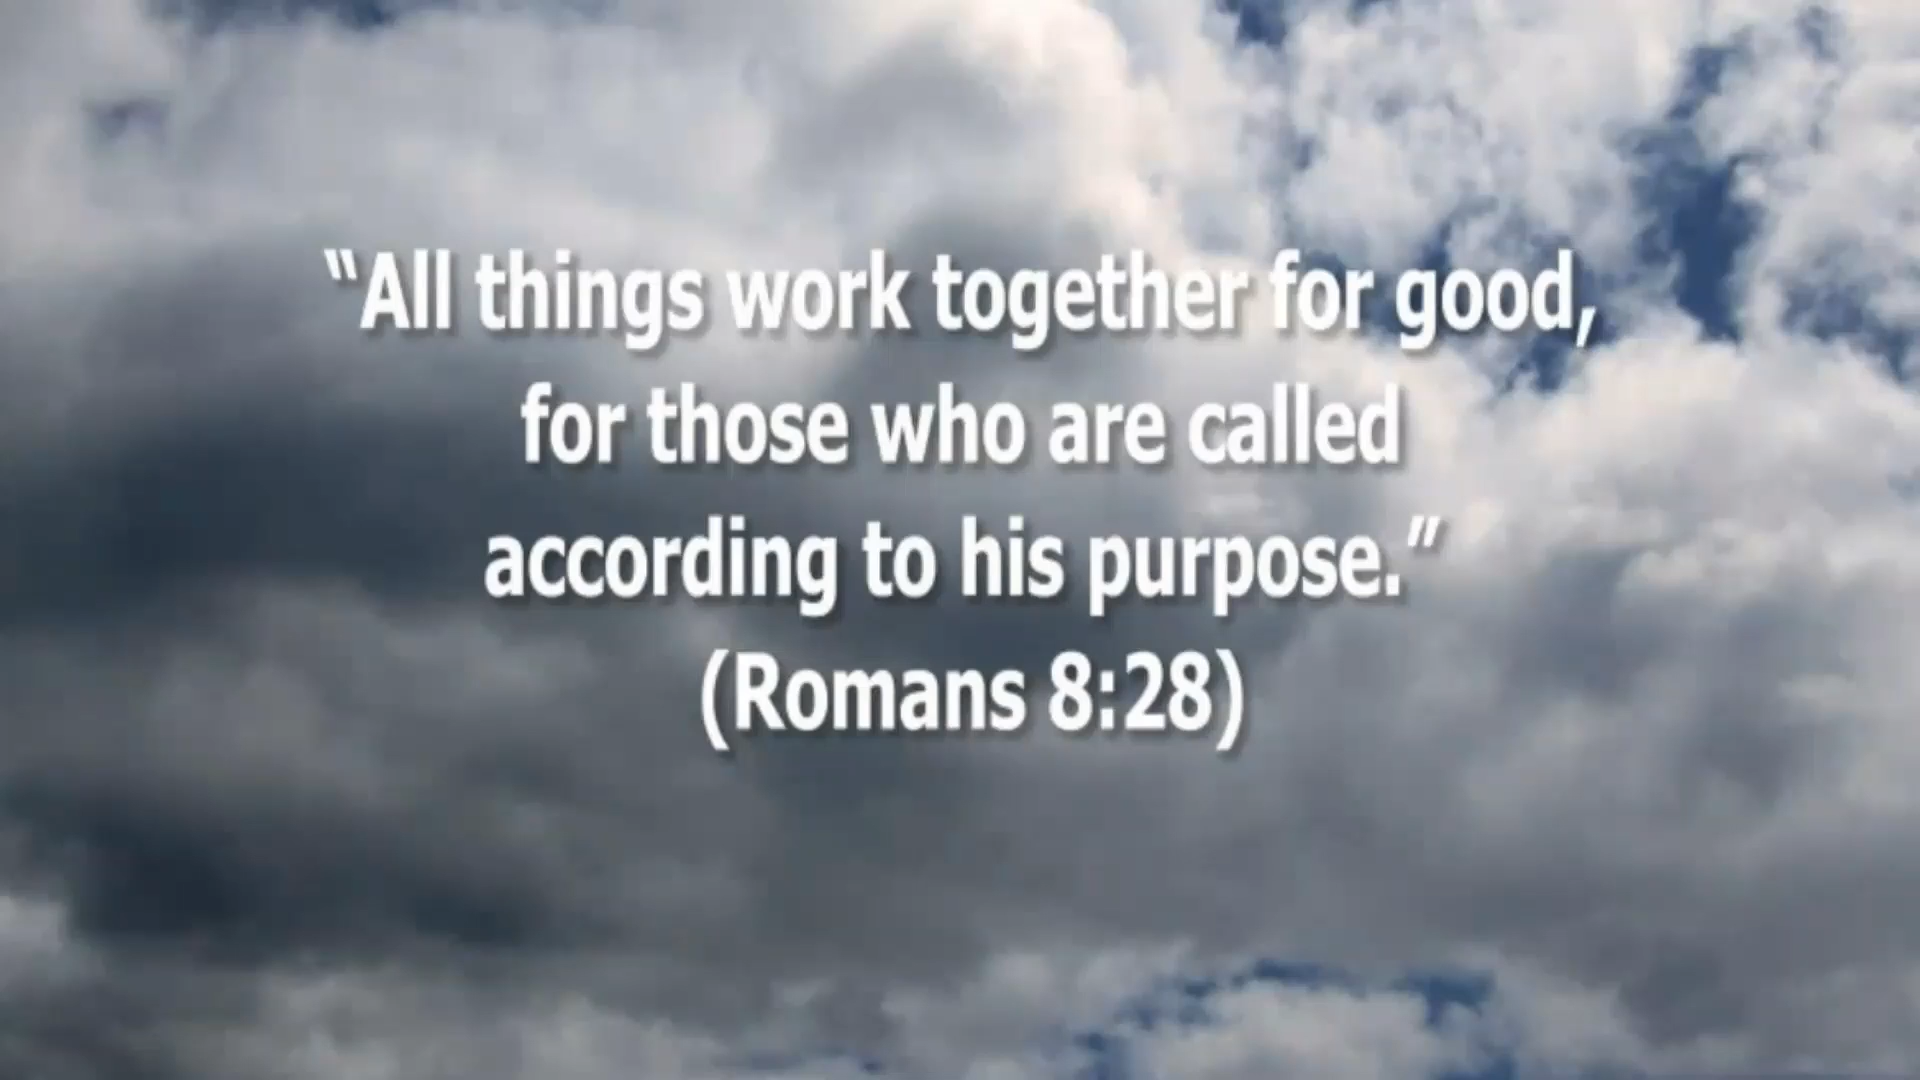 “All things work together for good,
for those who are called
according to his purpose.”
(Romans 8:28)